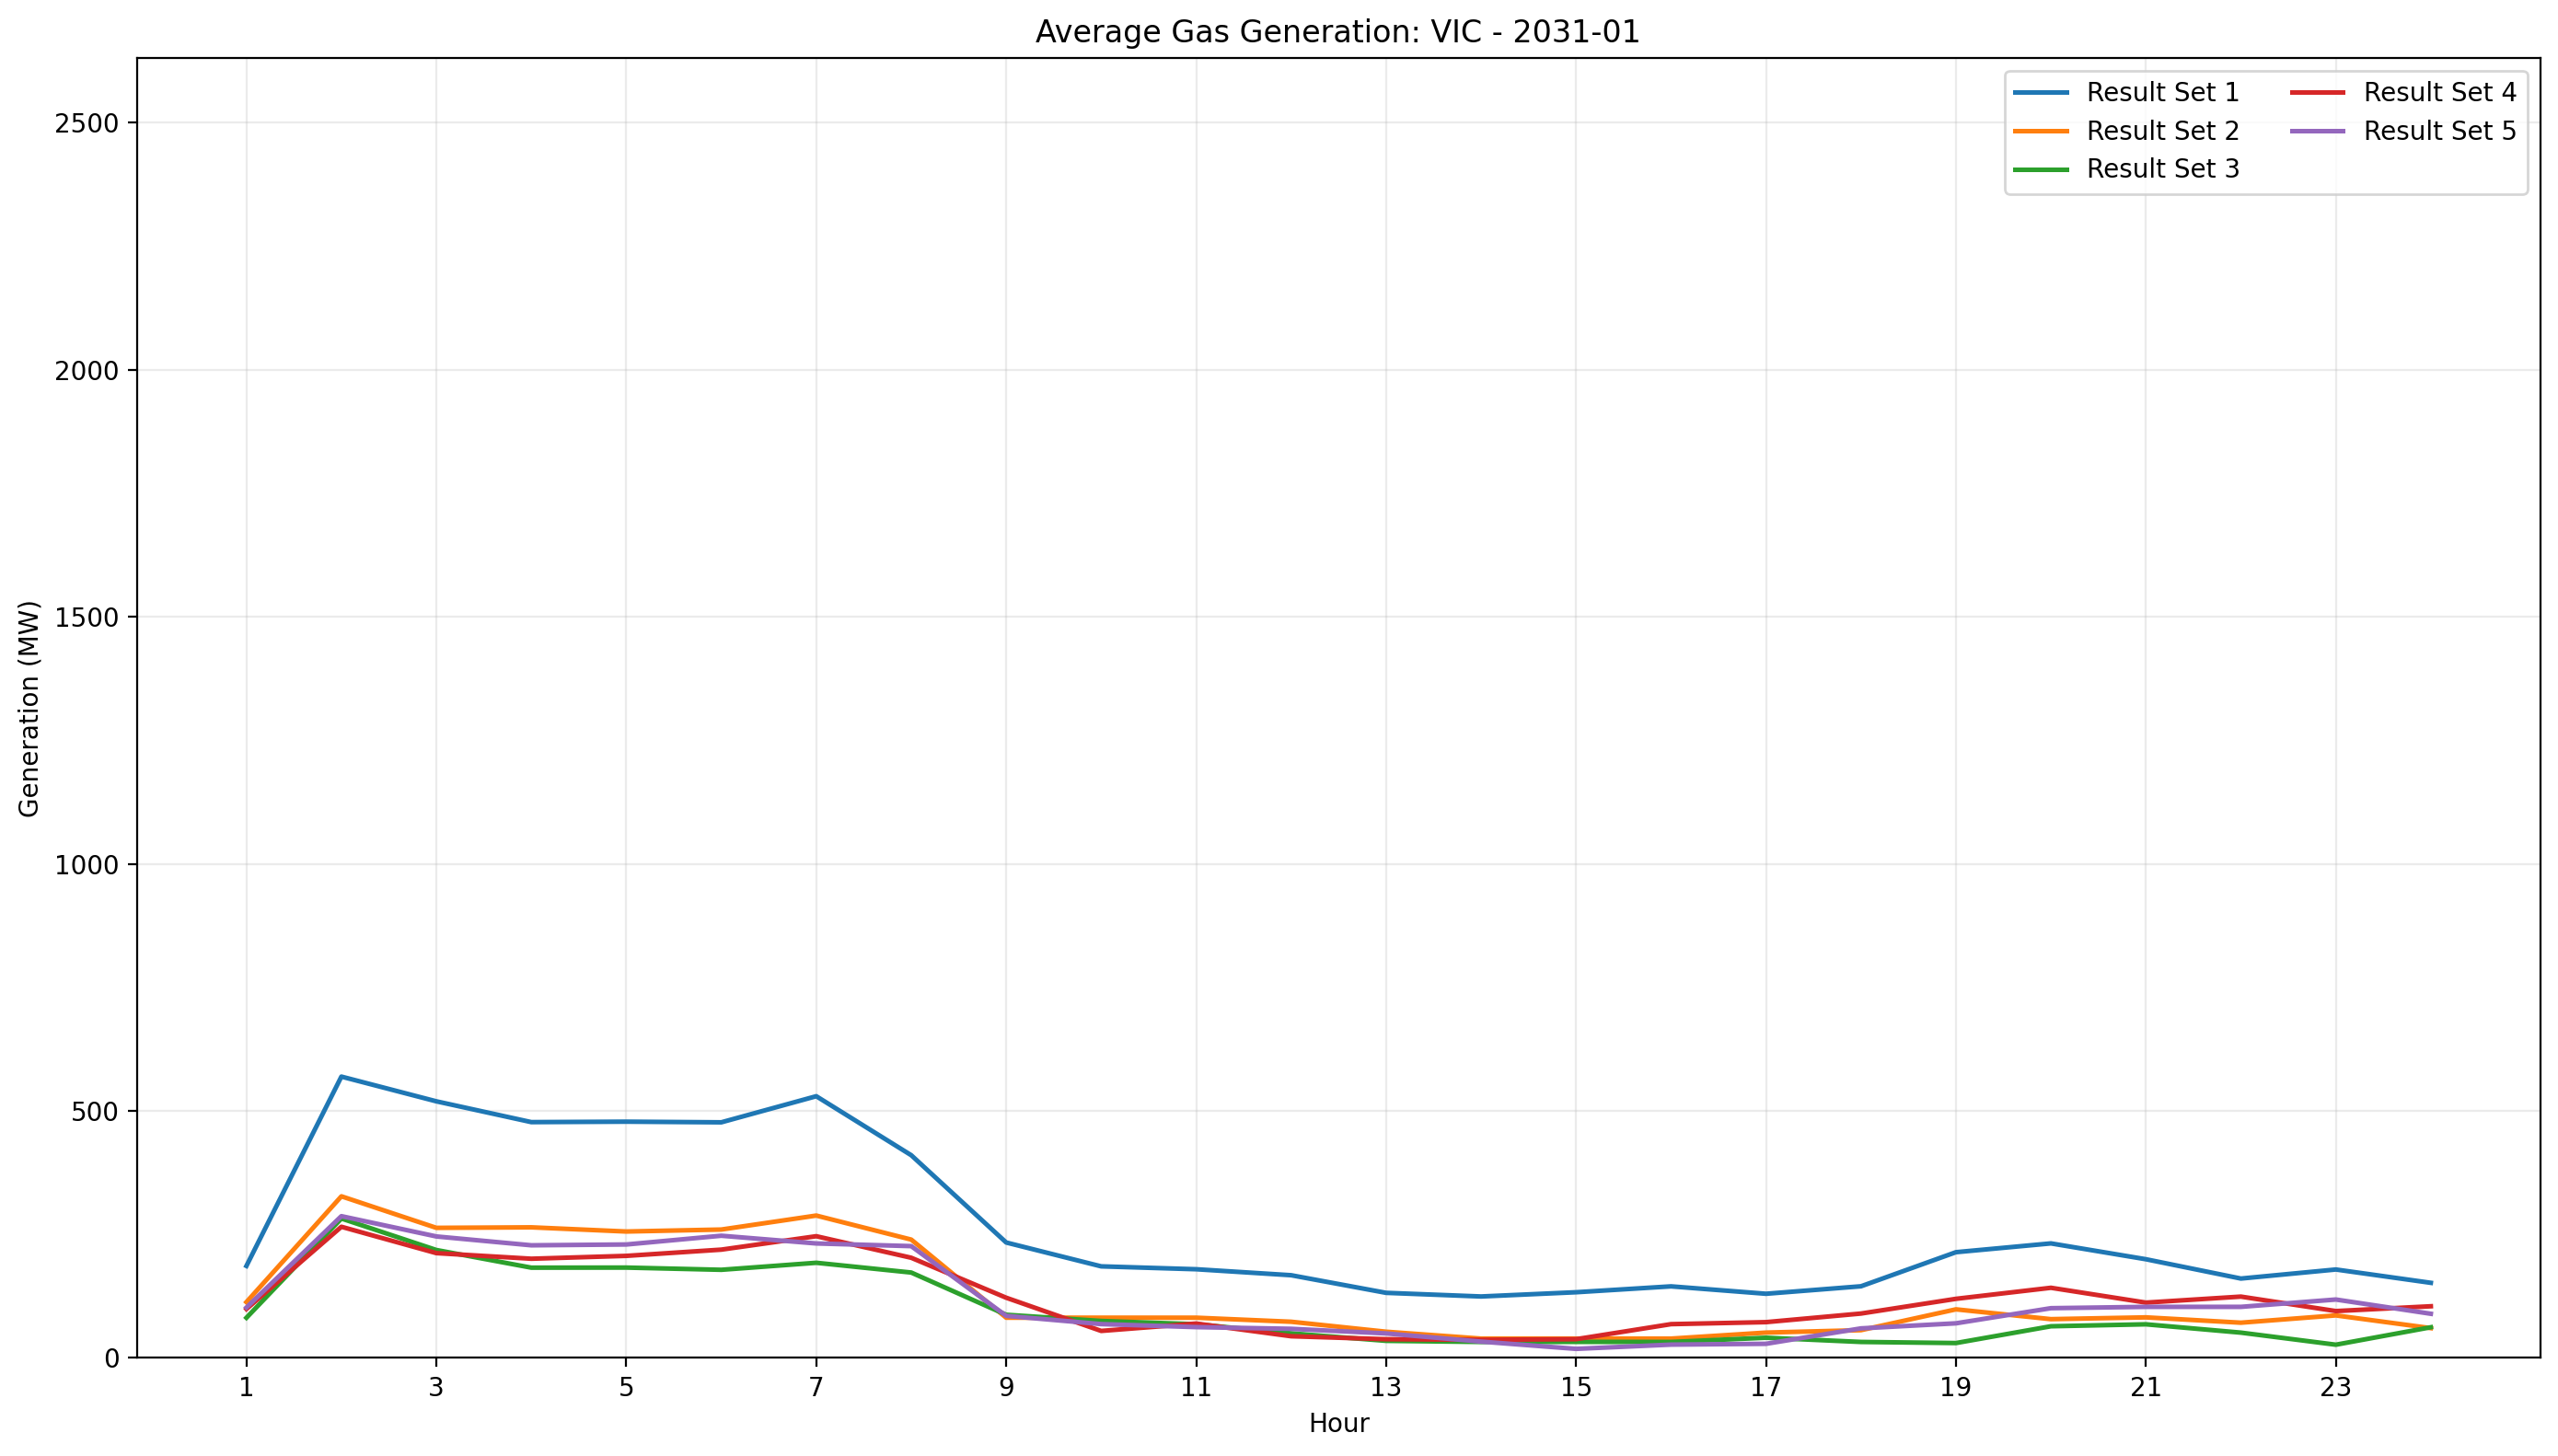 Average Gas Generation: VIC - 2031-01
Result Set 1
Result Set 2
Result Set 3
Result Set 4
Result Set 5
Generation (MW)
2500
2000
1500
1000
500
0
1 3 5 7 9 11 13 15 17 19 21 23
Hour